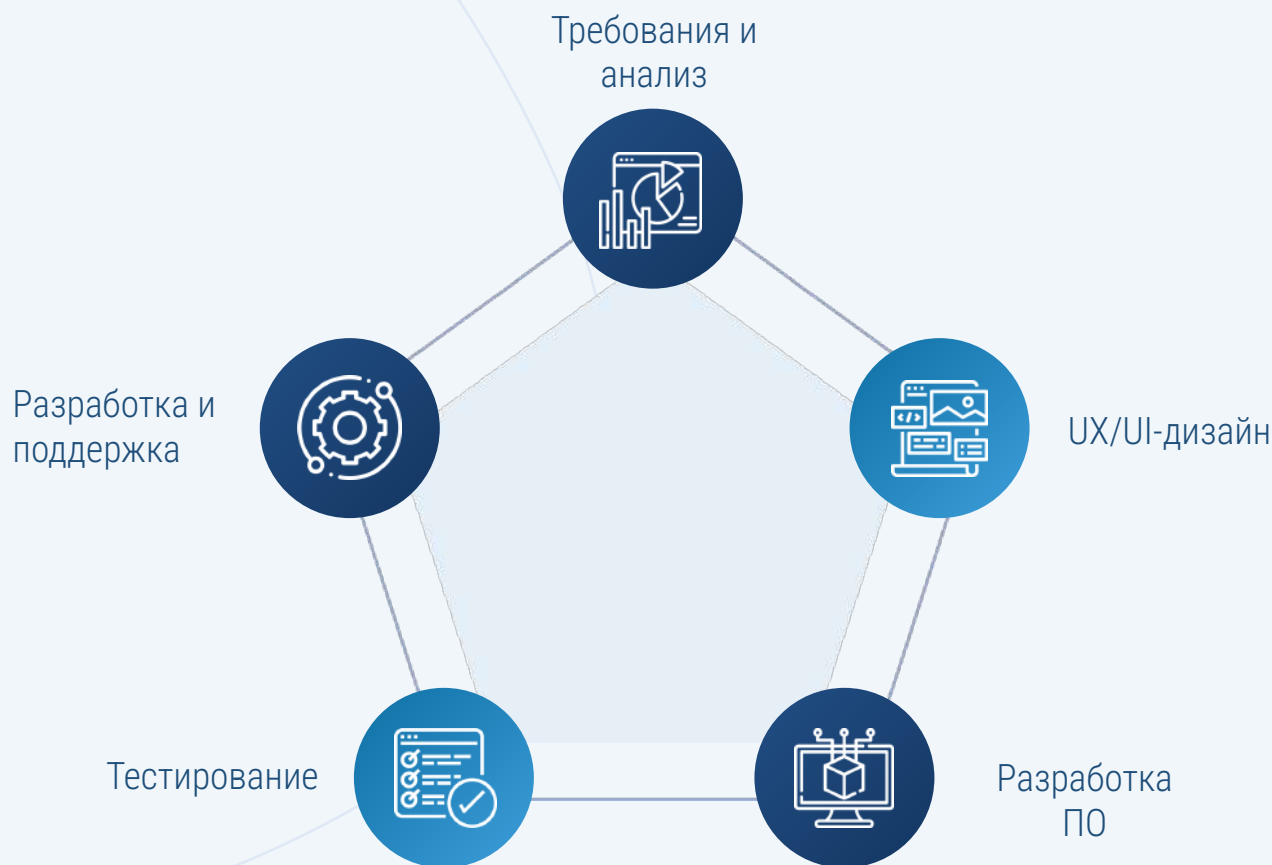 Требования и
анализ
Разработка и
поддержка
UX/UI-дизайн
Тестирование
Разработка
ПО